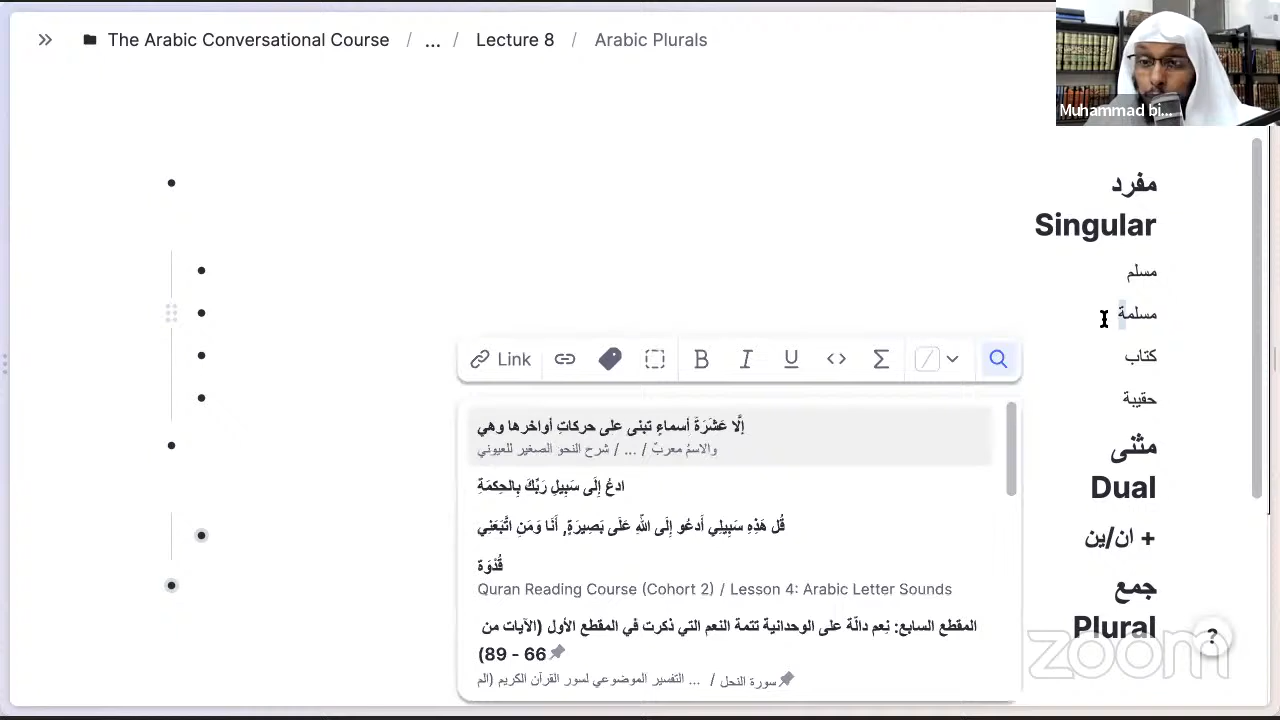 The Arabic Conversational Course / ... / Lecture 8 / Arabic Plurals
Muhammad bi...
مفرد
Singular
مسلم
مسلمة
كتاب
حقيبة
مثنى
Dual
+ ان/ين
جمع
Plural
Link
B I U <> Σ
إلَّا عَشَرَةَ أسماءٍ تبنى على حركاتِ أواخرها وهي
والاسمُ معربٌ / ... / شرح النحو الصغير للعيوني
ادعُ إِلَى سَبِيلِ رَبِّكَ بِالحِكمَةِ
قُل هَذِهِ سَبِيلِي أَدعُو إِلَى اللّهِ عَلَى بَصِيرَةٍ, أَنَا وَمَنِ اتَّبَعَنِي
قُدْوَة
Quran Reading Course (Cohort 2) / Lesson 4: Arabic Letter Sounds
المقطع السابع: نِعم دالّة على الوحدانية تتمة النعم التي ذكرت في المقطع الأول (الآيات من
66 - 89)
سورة النحل / ... التفسير الموضوعي لسور القرآن الكريم (الم
zoom
?